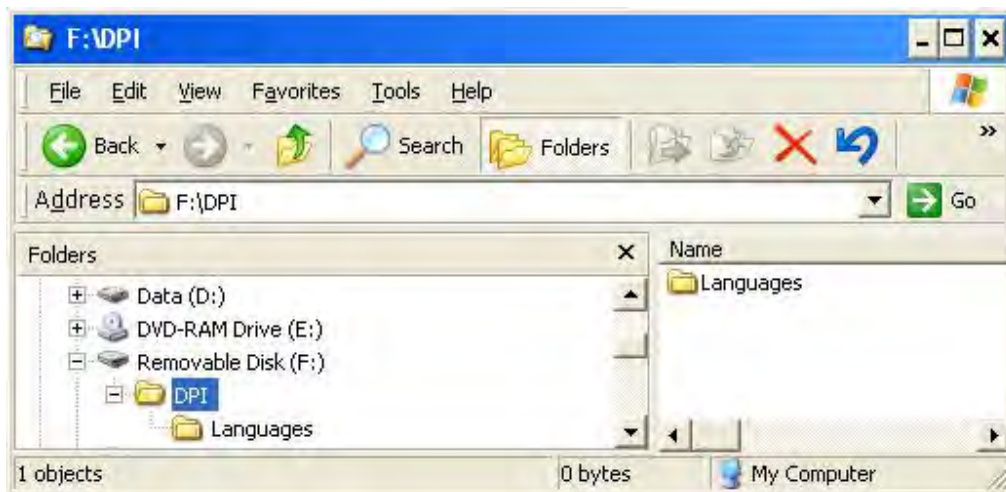 F:\DPI
File Edit View Favorites Tools Help
Back Search Folders »
Address F:\DPI Go
Folders
Name
Data (D:)
DVD-RAM Drive (E:)
Removable Disk (F:)
DPI
Languages
Languages
1 objects 0 bytes My Computer